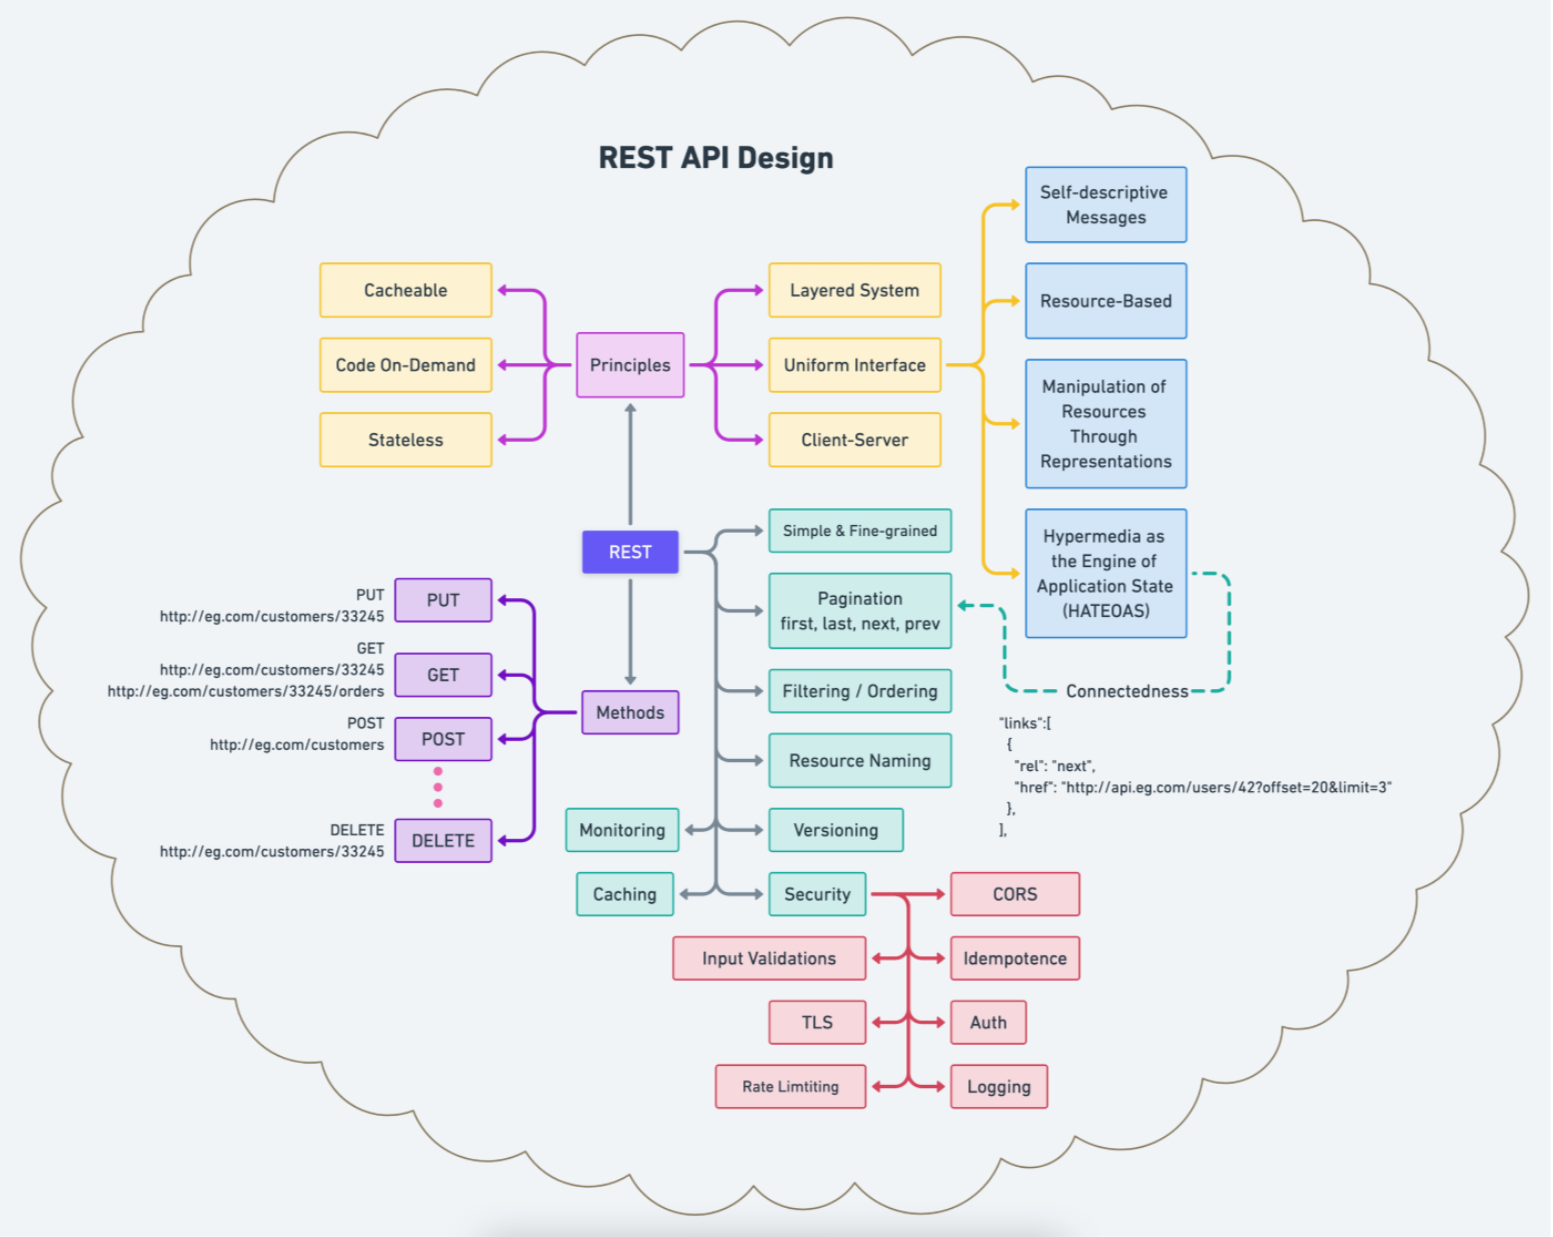 REST API Design
Cacheable
Code On-Demand
Stateless
Principles
Layered System
Uniform Interface
Client-Server
Self-descriptive
Messages
Resource-Based
Manipulation of
Resources
Through
Representations
Hypermedia as
the Engine of
Application State
(HATEOAS)
REST
Simple & Fine-grained
Pagination
first, last, next, prev
Filtering / Ordering
Resource Naming
Connectedness
"links":[
{
"rel": "next",
"href": "http://api.eg.com/users/42?offset=20&limit=3"
},
],
PUT
http://eg.com/customers/33245
PUT
GET
http://eg.com/customers/33245
http://eg.com/customers/33245/orders
GET
POST
http://eg.com/customers
POST
DELETE
http://eg.com/customers/33245
DELETE
Methods
Monitoring
Versioning
Caching
Security
CORS
Input Validations
Idempotence
TLS
Auth
Rate Limtiting
Logging